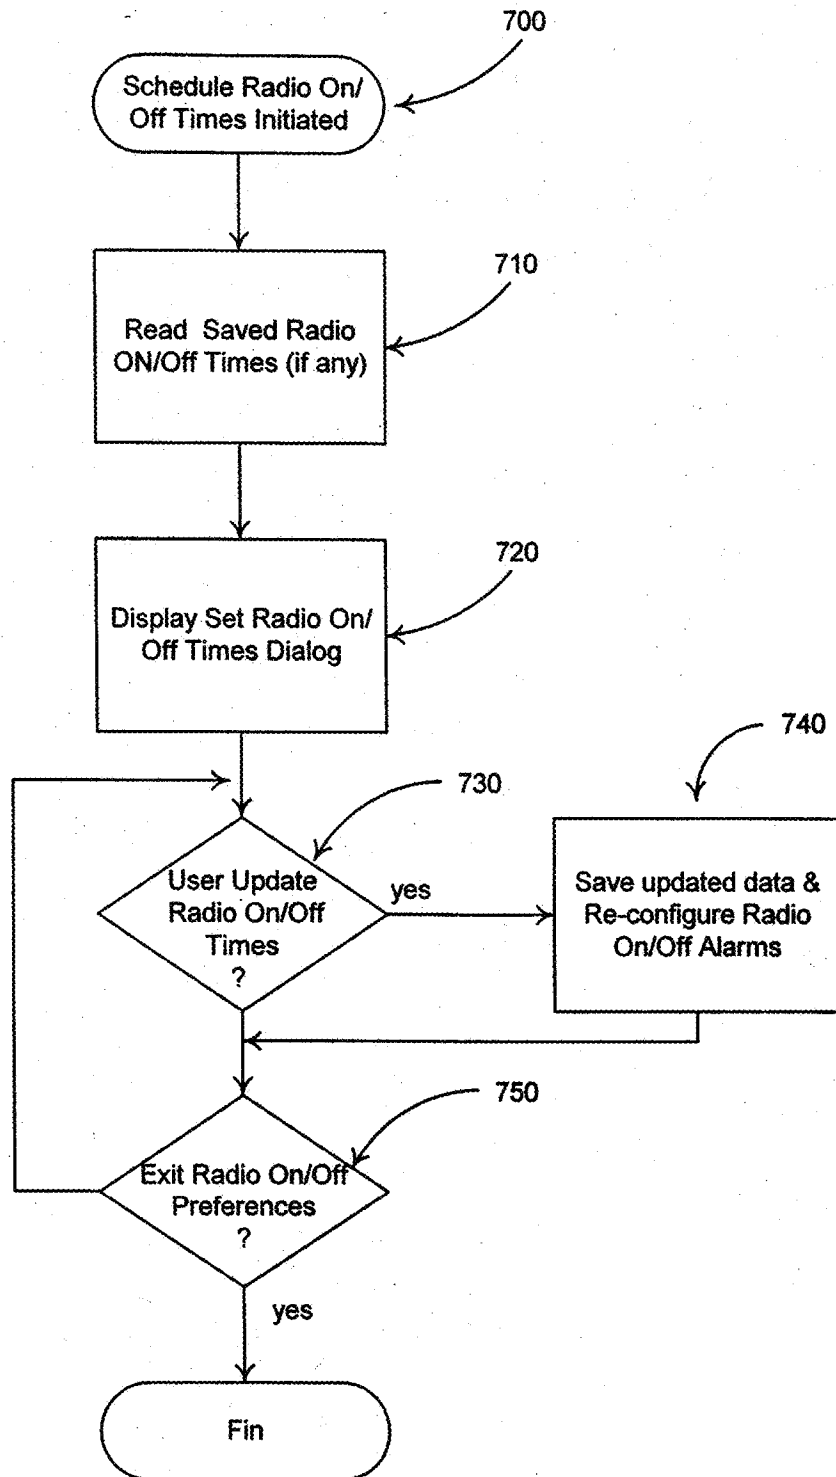 700
Schedule Radio On/
Off Times Initiated
710
Read Saved Radio
ON/Off Times (if any)
720
Display Set Radio On/
Off Times Dialog
730
740
User Update
Radio On/Off
Times
?
yes
Save updated data &
Re-configure Radio
On/Off Alarms
750
Exit Radio On/Off
Preferences
?
yes
Fin